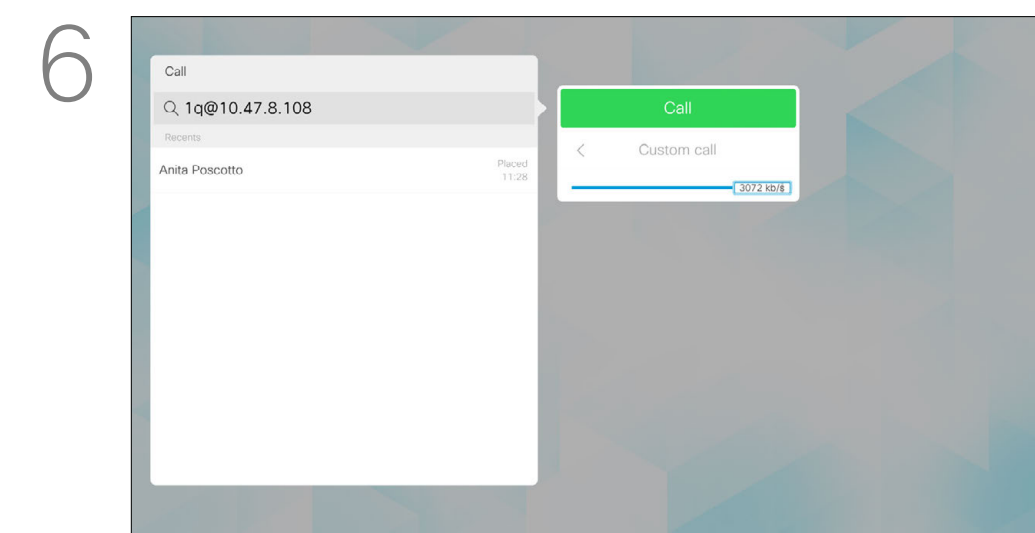 6
Call
1q@10.47.8.108
Recents
Anita Poscotto
Placed
11:28
Call
Custom call
3072 kb/s